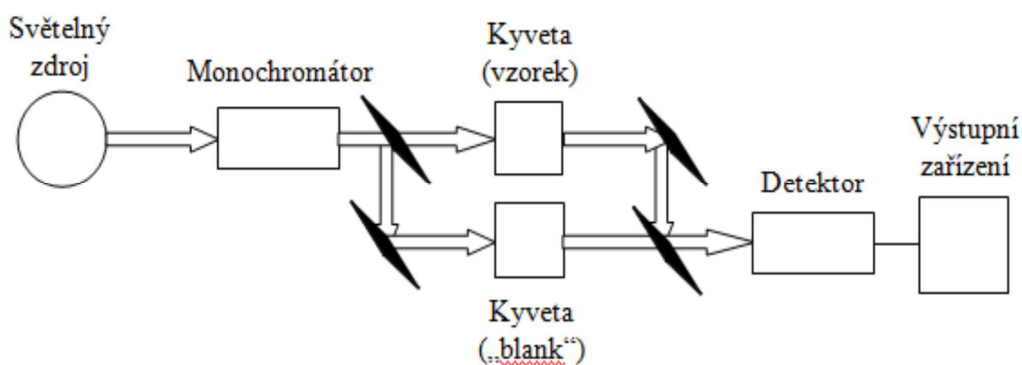 Světelný
zdroj
Monochromátor
Kyveta
(vzorek)
Výstupní
zařízení
Detektor
Kyveta
(„blank“)